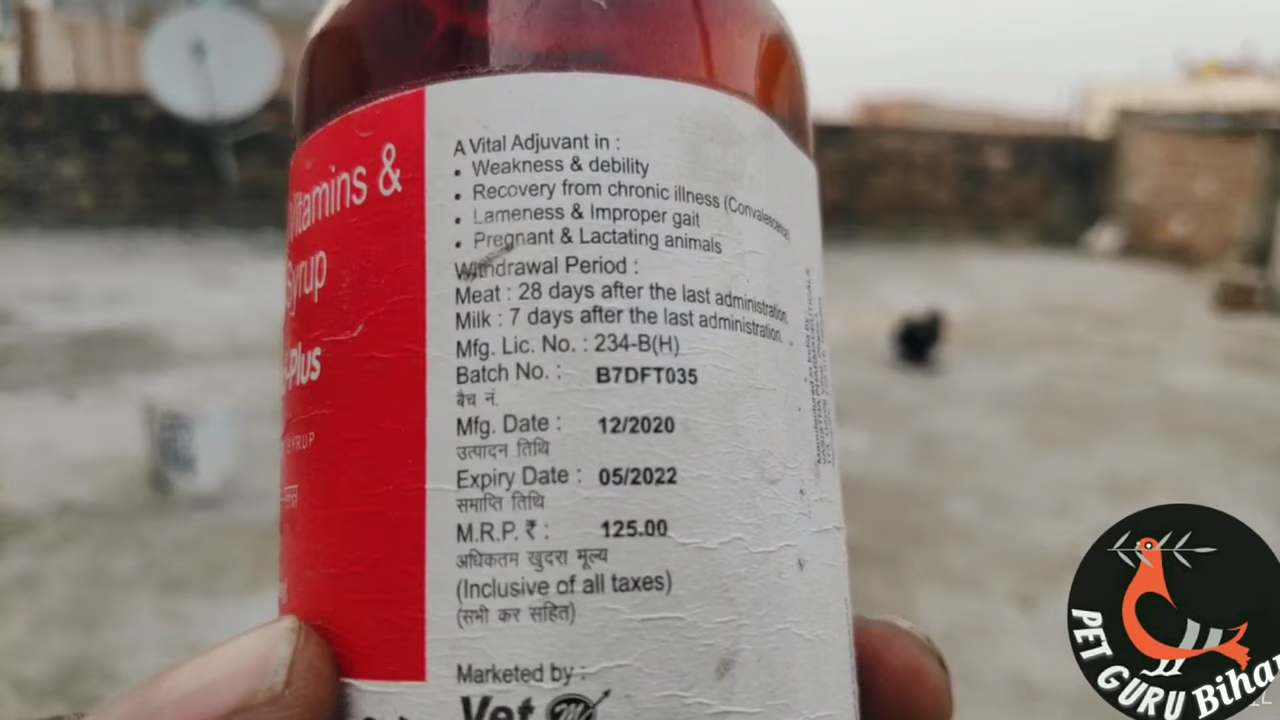 Vitamins &
Syrup
-Plus
SYRUP
A Vital Adjuvant in :
• Weakness & debility
• Recovery from chronic illness (Convalescence)
• Lameness & Improper gait
• Pregnant & Lactating animals
Withdrawal Period :
Meat : 28 days after the last administration.
Milk : 7 days after the last administration.
Mfg. Lic. No. : 234-B(H)
Batch No. : B7DFT035
बैच नं.
Mfg. Date : 12/2020
उत्पादन तिथि
Expiry Date : 05/2022
समाप्ति तिथि
M.R.P. ₹ : 125.00
अधिकतम खुदरा मूल्य
(Inclusive of all taxes)
(सभी कर सहित)
Marketed by :
Vet
PET GURU Bihar